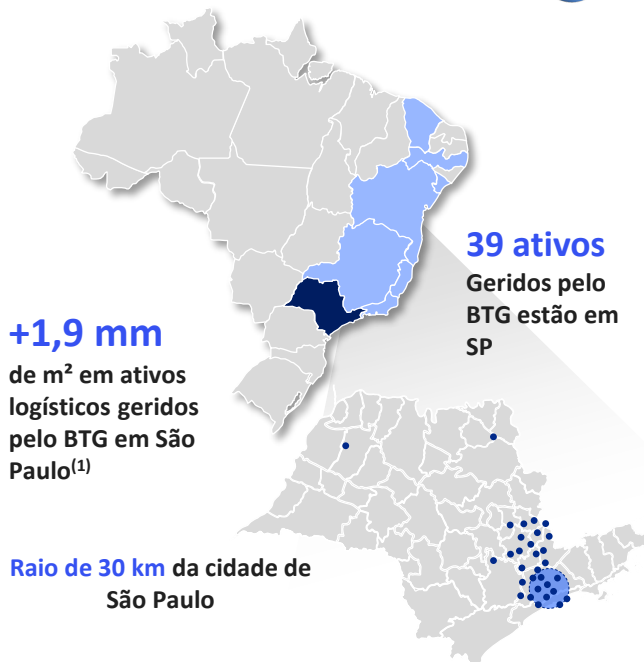 39 ativos
Geridos pelo
BTG estão em
SP
+1,9 mm
de m² em ativos
logísticos geridos
pelo BTG em São
Paulo(1)
Raio de 30 km da cidade de
São Paulo